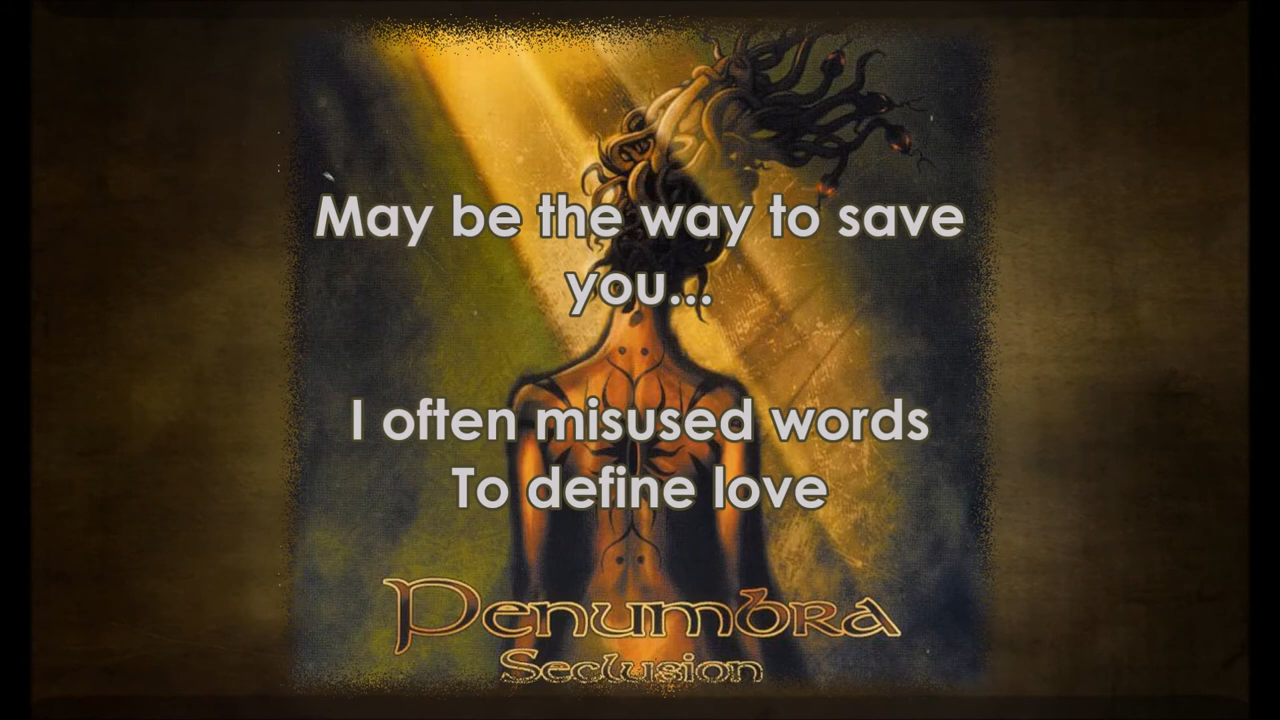 May be the way to save
you...
I often misused words
To define love
Penumbra
Seclusion